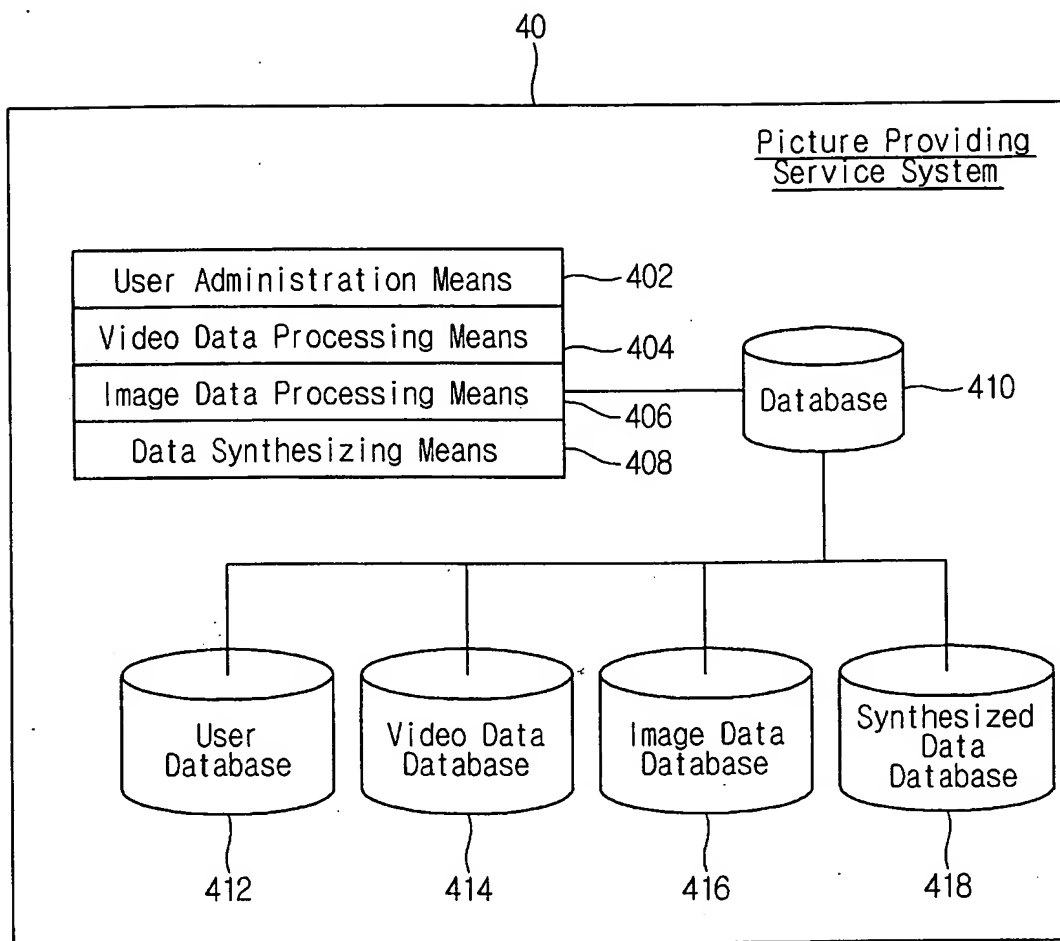 40
Picture Providing
Service System
User Administration Means
402
Video Data Processing Means
404
Image Data Processing Means
406
Data Synthesizing Means
408
Database
410
User
Database
Video Data
Database
Image Data
Database
Synthesized
Data
Database
412
414
416
418